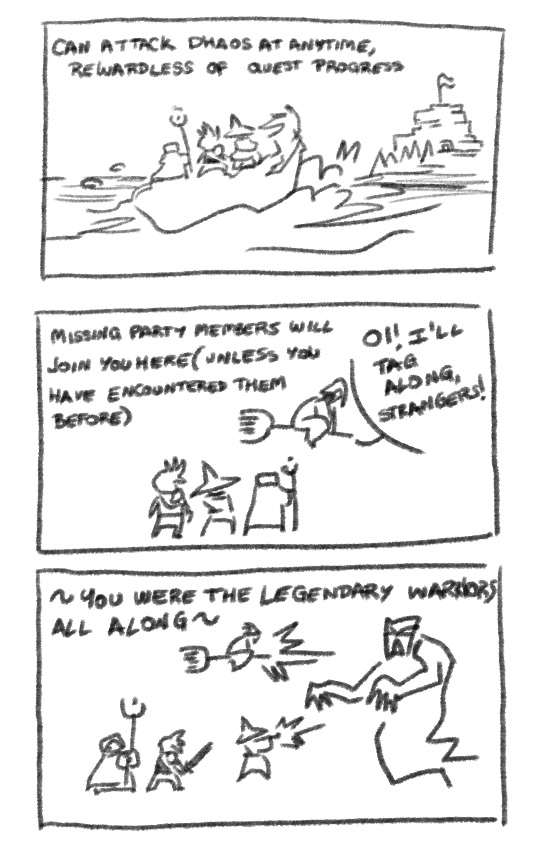 CAN ATTACK DHAOS AT ANYTIME,
REWARDLESS OF QUEST PROGRESS
MISSING PARTY MEMBERS WILL
JOIN YOU HERE (UNLESS YOU
HAVE ENCOUNTERED THEM
BEFORE)
OI! I'LL
TAG
ALONG,
STRANGERS!
~ YOU WERE THE LEGENDARY WARRIORS
ALL ALONG ~